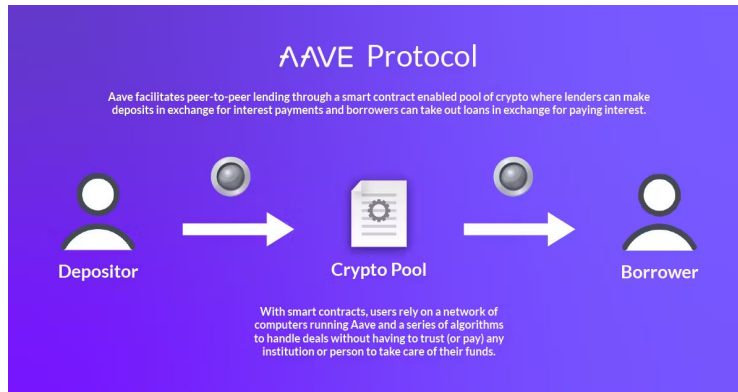 AAVE Protocol
Aave facilitates peer-to-peer lending through a smart contract enabled pool of crypto where lenders can make
deposits in exchange for interest payments and borrowers can take out loans in exchange for paying interest.
Depositor
Crypto Pool
Borrower
With smart contracts, users rely on a network of
computers running Aave and a series of algorithms
to handle deals without having to trust (or pay) any
institution or person to take care of their funds.